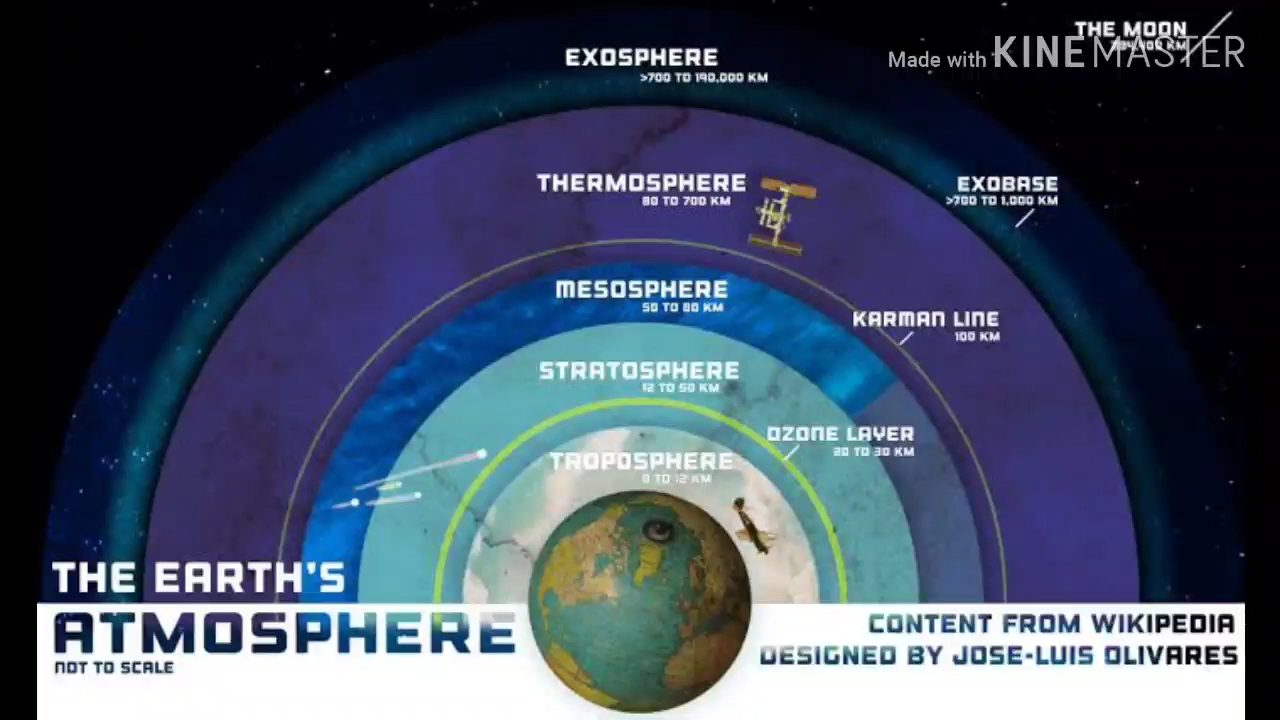 THE MOON
Made with KINEMASTER
EXOSPHERE
>700 TO 190,000 KM
THERMOSPHERE
80 TO 700 KM
EXOBASE
>700 TO 1,000 KM
MESOSPHERE
50 TO 80 KM
KARMAN LINE
100 KM
STRATOSPHERE
12 TO 50 KM
OZONE LAYER
20 TO 30 KM
TROPOSPHERE
0 TO 12 KM
THE EARTH'S
ATMOSPHERE
NOT TO SCALE
CONTENT FROM WIKIPEDIA
DESIGNED BY JOSE-LUIS OLIVARES